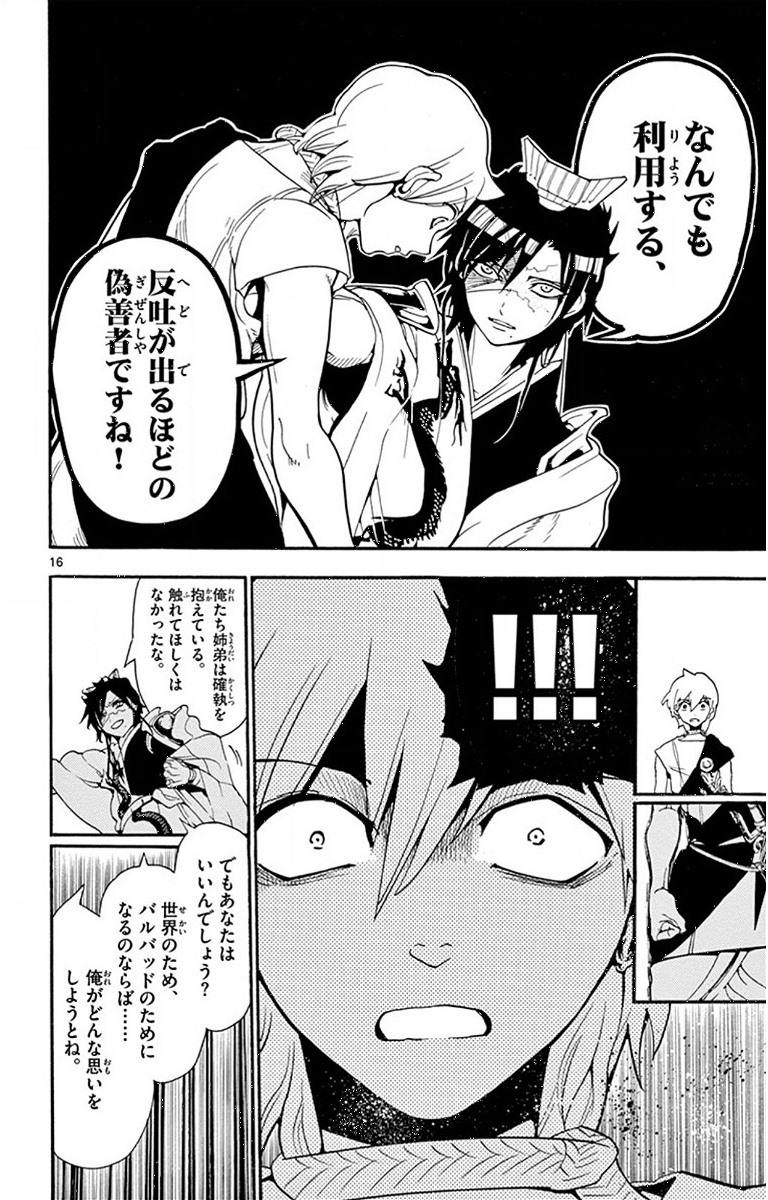 なんでも
利用する、
反吐が出るほどの
偽善者ですね!
16
!!!
俺たち姉弟は確執を
抱えている。
触れてほしくは
なかったな。
でもあなたは
いいんでしょう?
世界のため、
バルバッドのために
なるのならば……
俺がどんな思いを
しようとね。